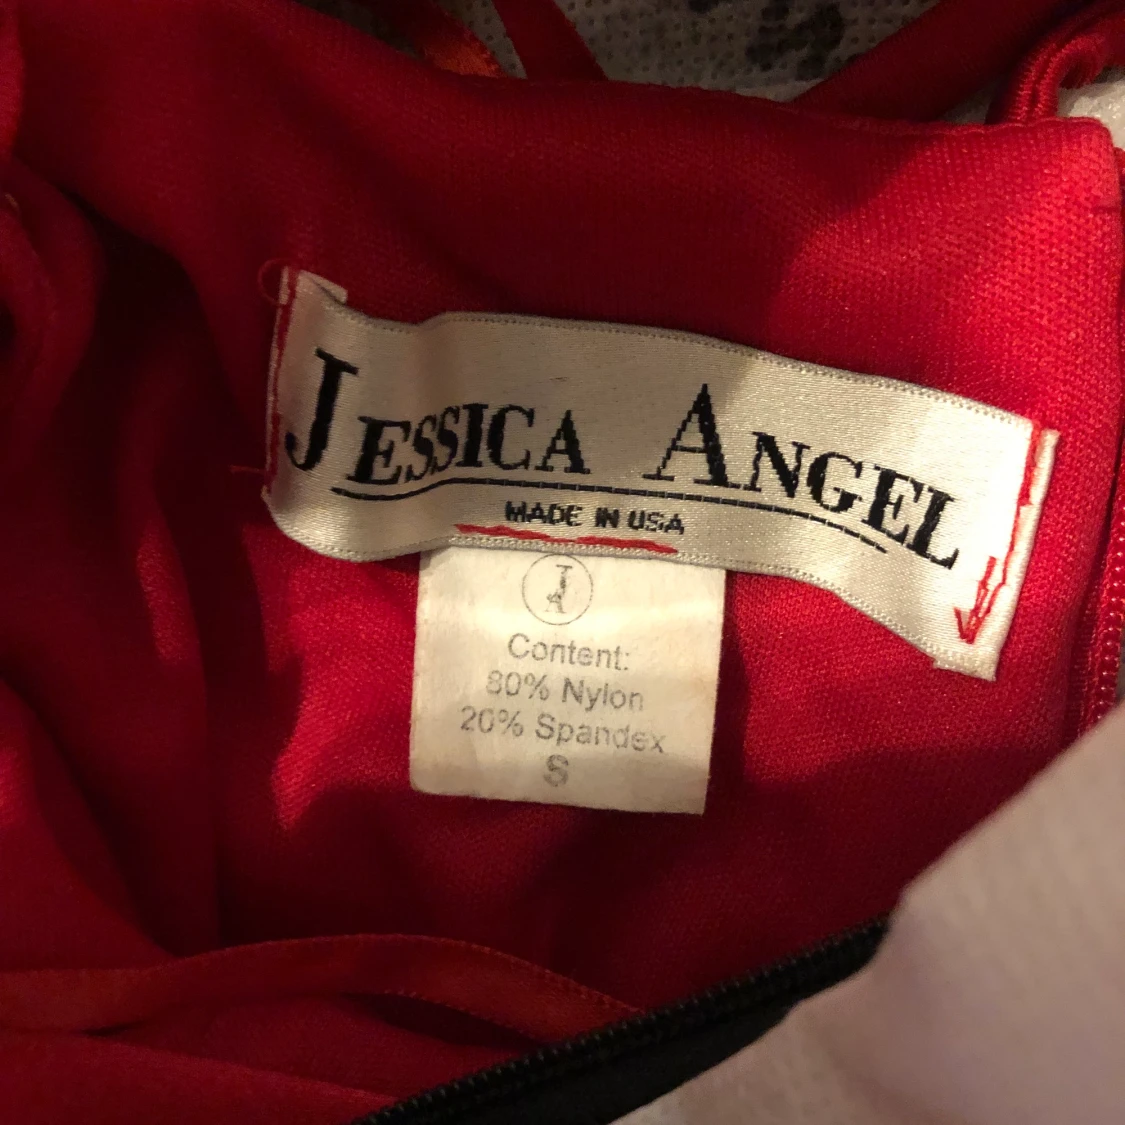 JESSICA ANGEL
MADE IN USA
JA
Content:
80% Nylon
20% Spandex
S